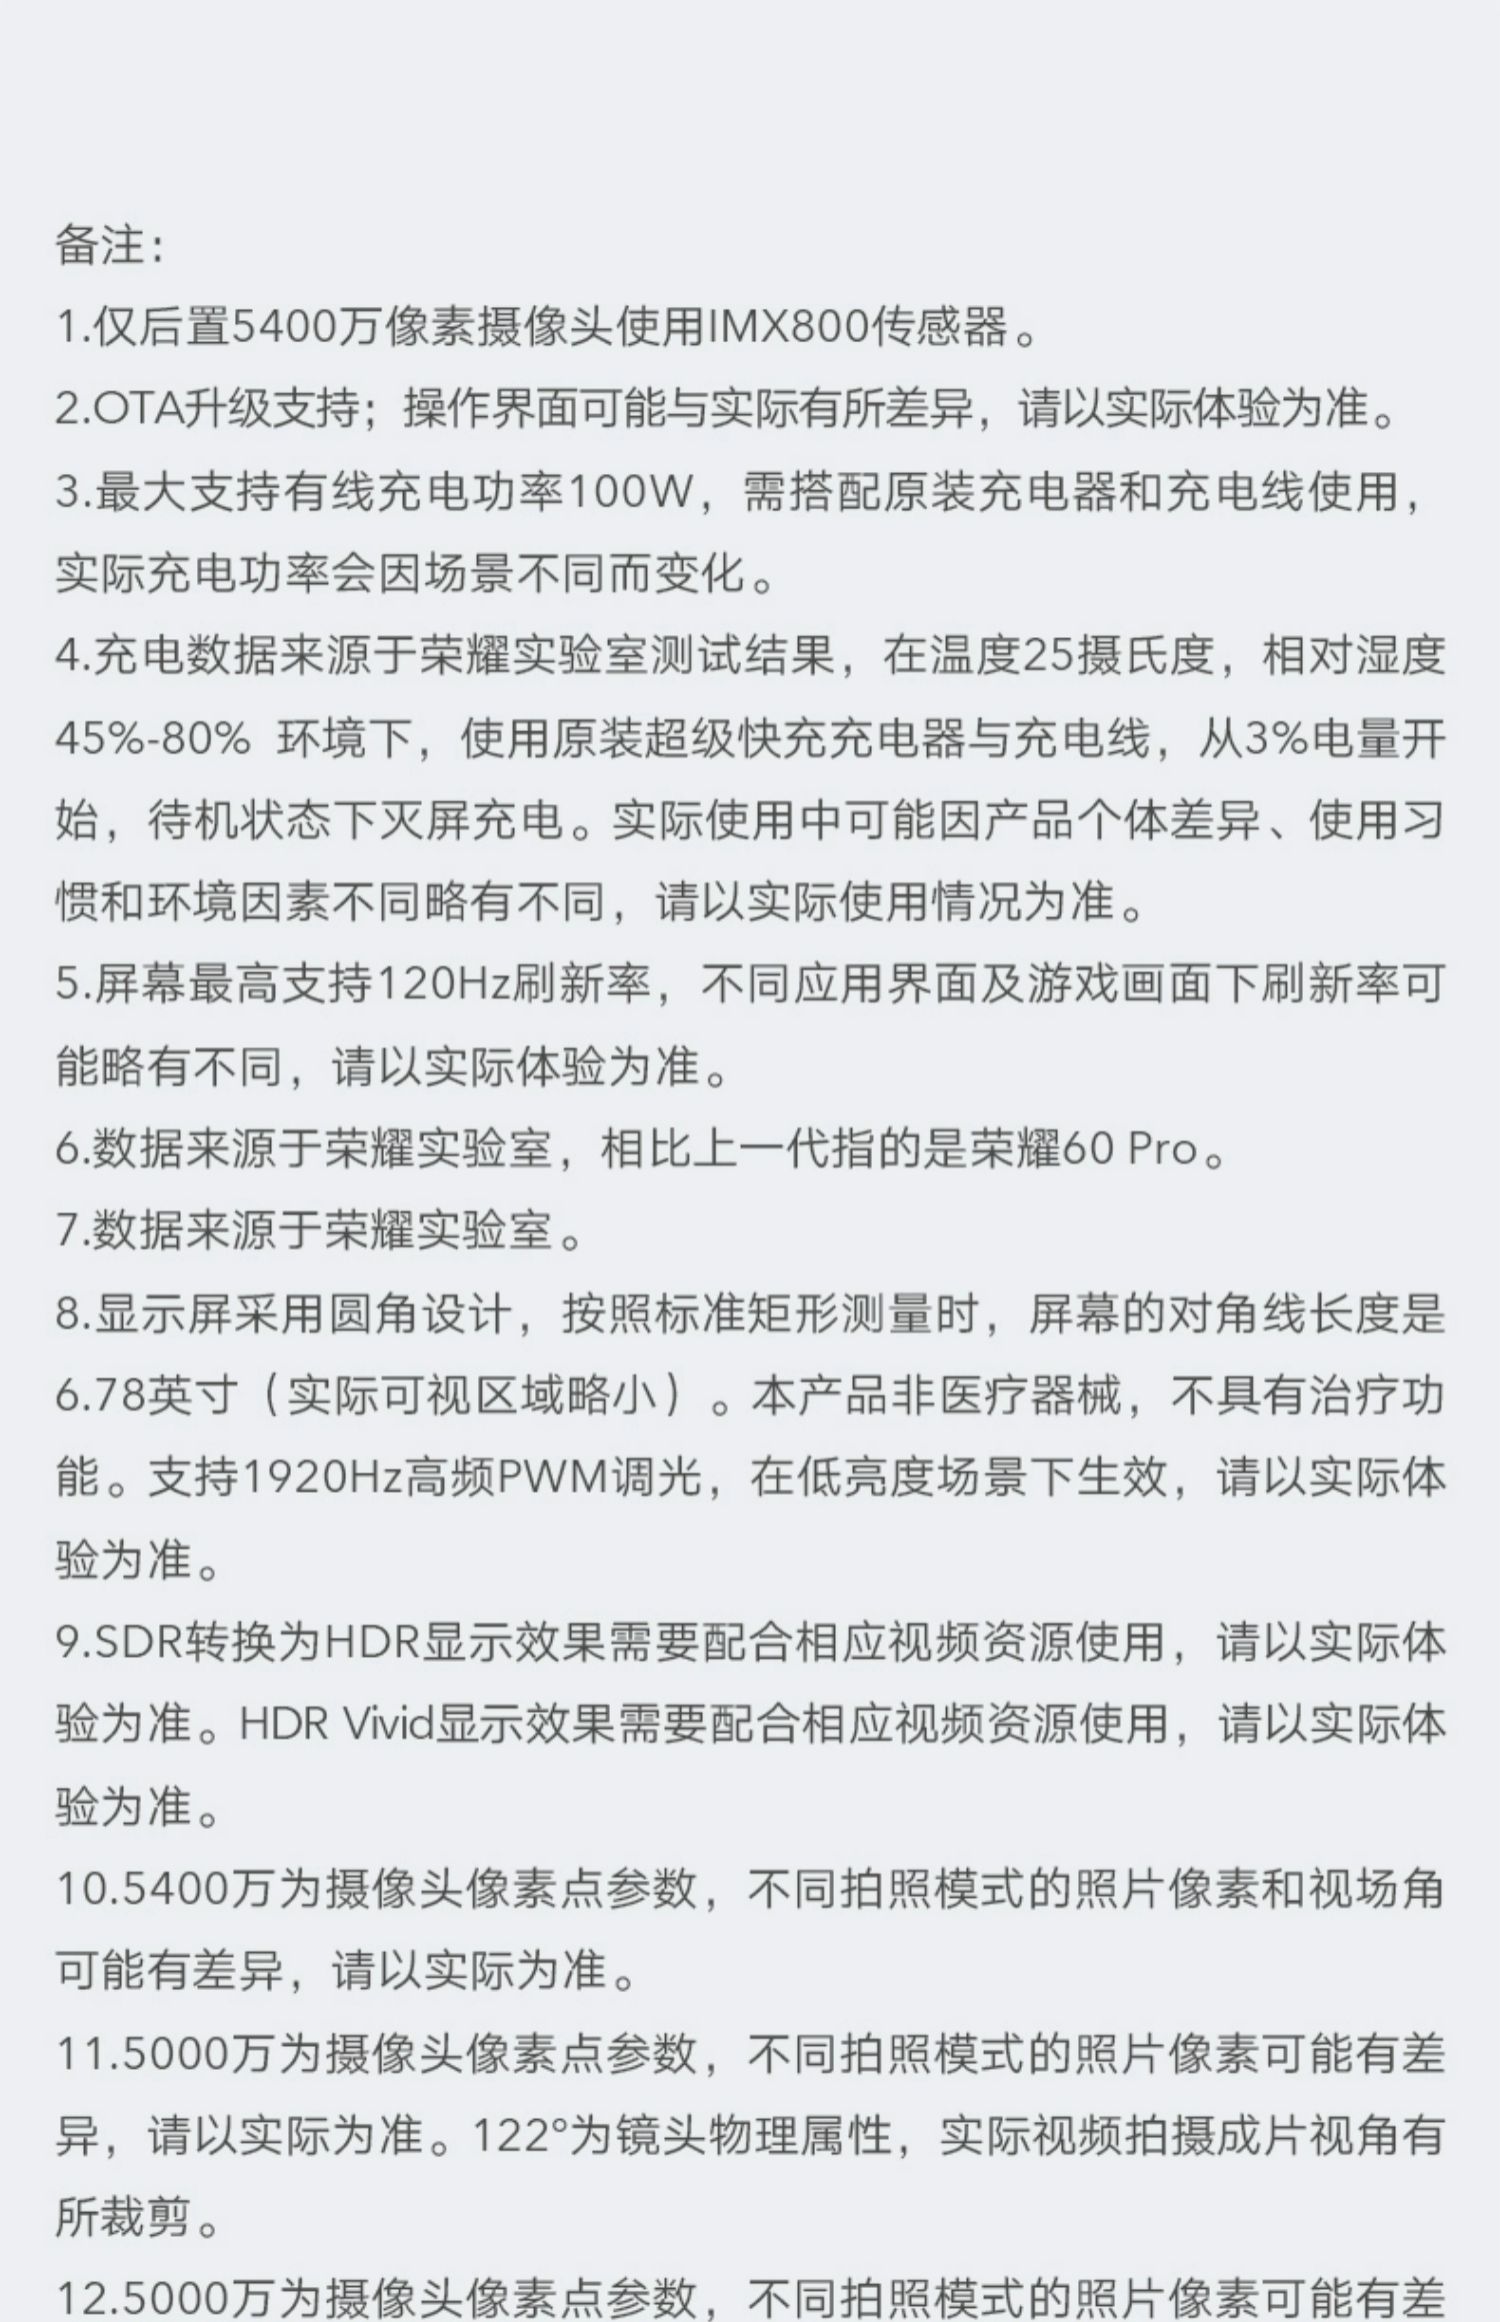 备注：
1.仅后置5400万像素摄像头使用IMX800传感器。
2.OTA升级支持；操作界面可能与实际有所差异，请以实际体验为准。
3.最大支持有线充电功率100W，需搭配原装充电器和充电线使用，
实际充电功率会因场景不同而变化。
4.充电数据来源于荣耀实验室测试结果，在温度25摄氏度，相对湿度
45%-80% 环境下，使用原装超级快充充电器与充电线，从3%电量开
始，待机状态下灭屏充电。实际使用中可能因产品个体差异、使用习
惯和环境因素不同略有不同，请以实际使用情况为准。
5.屏幕最高支持120Hz刷新率，不同应用界面及游戏画面下刷新率可
能略有不同，请以实际体验为准。
6.数据来源于荣耀实验室，相比上一代指的是荣耀60 Pro。
7.数据来源于荣耀实验室。
8.显示屏采用圆角设计，按照标准矩形测量时，屏幕的对角线长度是
6.78英寸（实际可视区域略小）。本产品非医疗器械，不具有治疗功
能。支持1920Hz高频PWM调光，在低亮度场景下生效，请以实际体
验为准。
9.SDR转换为HDR显示效果需要配合相应视频资源使用，请以实际体
验为准。HDR Vivid显示效果需要配合相应视频资源使用，请以实际体
验为准。
10.5400万为摄像头像素点参数，不同拍照模式的照片像素和视场角
可能有差异，请以实际为准。
11.5000万为摄像头像素点参数，不同拍照模式的照片像素可能有差
异，请以实际为准。122°为镜头物理属性，实际视频拍摄成片视角有
所裁剪。
12.5000万为摄像头像素点参数，不同拍照模式的照片像素可能有差